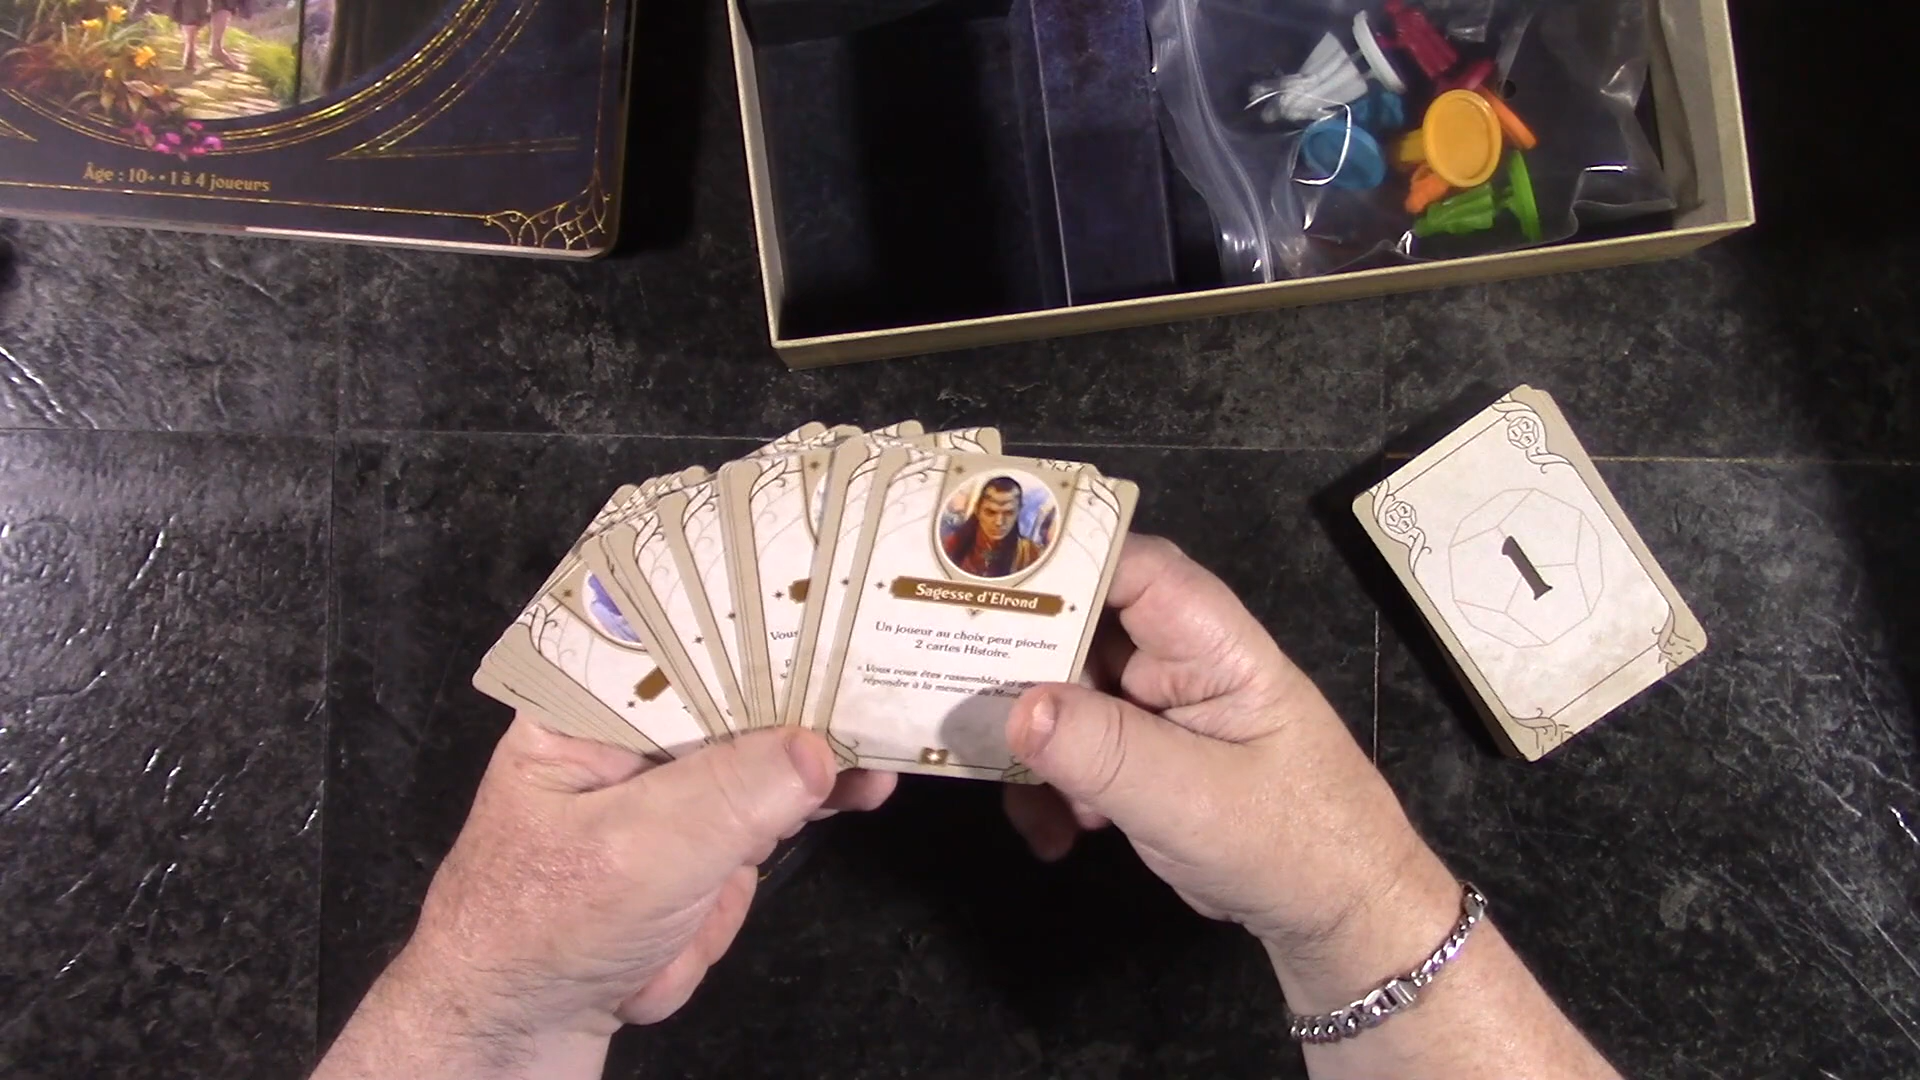 Âge : 10+ • 1 à 4 joueurs
Sagesse d'Elrond
Un joueur au choix peut piocher
2 cartes Histoire.
« Vous vous êtes rassemblés ici
répondre à la menace du
Vous
1